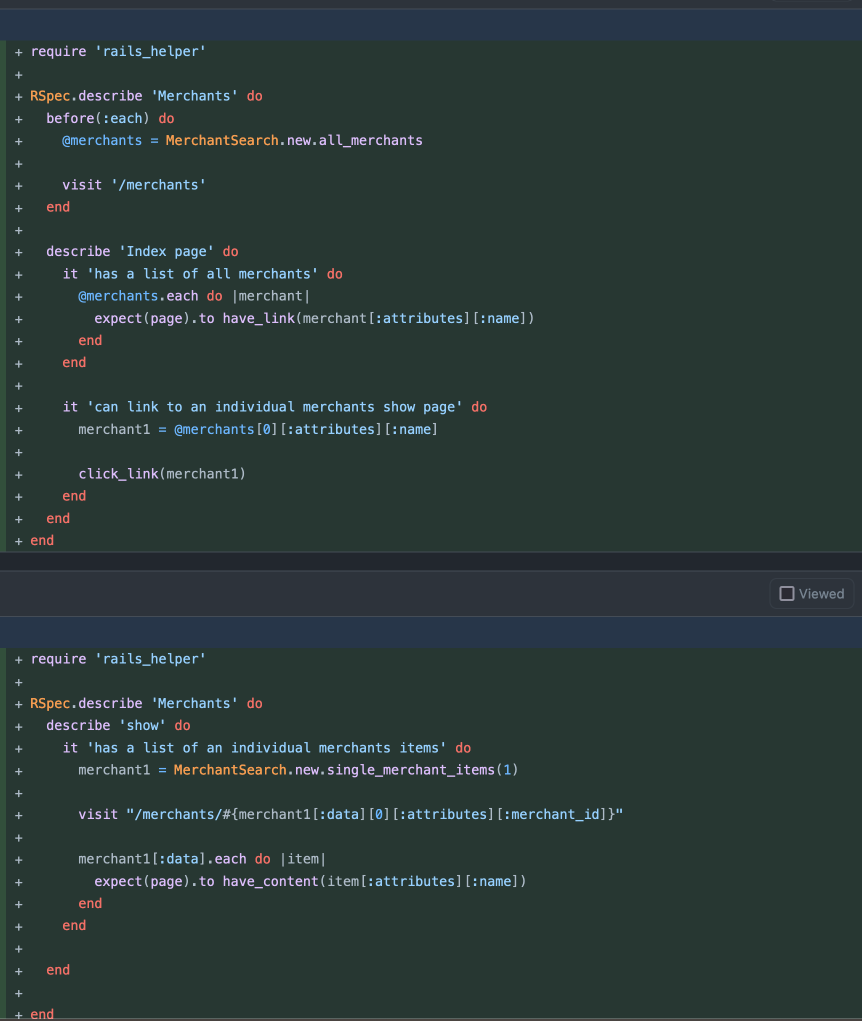 + require 'rails_helper'
+
+ RSpec.describe 'Merchants' do
+   before(:each) do
+     @merchants = MerchantSearch.new.all_merchants
+
+     visit '/merchants'
+   end
+
+   describe 'Index page' do
+     it 'has a list of all merchants' do
+       @merchants.each do |merchant|
+         expect(page).to have_link(merchant[:attributes][:name])
+       end
+     end
+
+     it 'can link to an individual merchants show page' do
+       merchant1 = @merchants[0][:attributes][:name]
+
+       click_link(merchant1)
+     end
+   end
+ end
Viewed
+ require 'rails_helper'
+
+ RSpec.describe 'Merchants' do
+   describe 'show' do
+     it 'has a list of an individual merchants items' do
+       merchant1 = MerchantSearch.new.single_merchant_items(1)
+
+       visit "/merchants/#{merchant1[:data][0][:attributes][:merchant_id]}"
+
+       merchant1[:data].each do |item|
+         expect(page).to have_content(item[:attributes][:name])
+       end
+     end
+
+   end
+
+ end